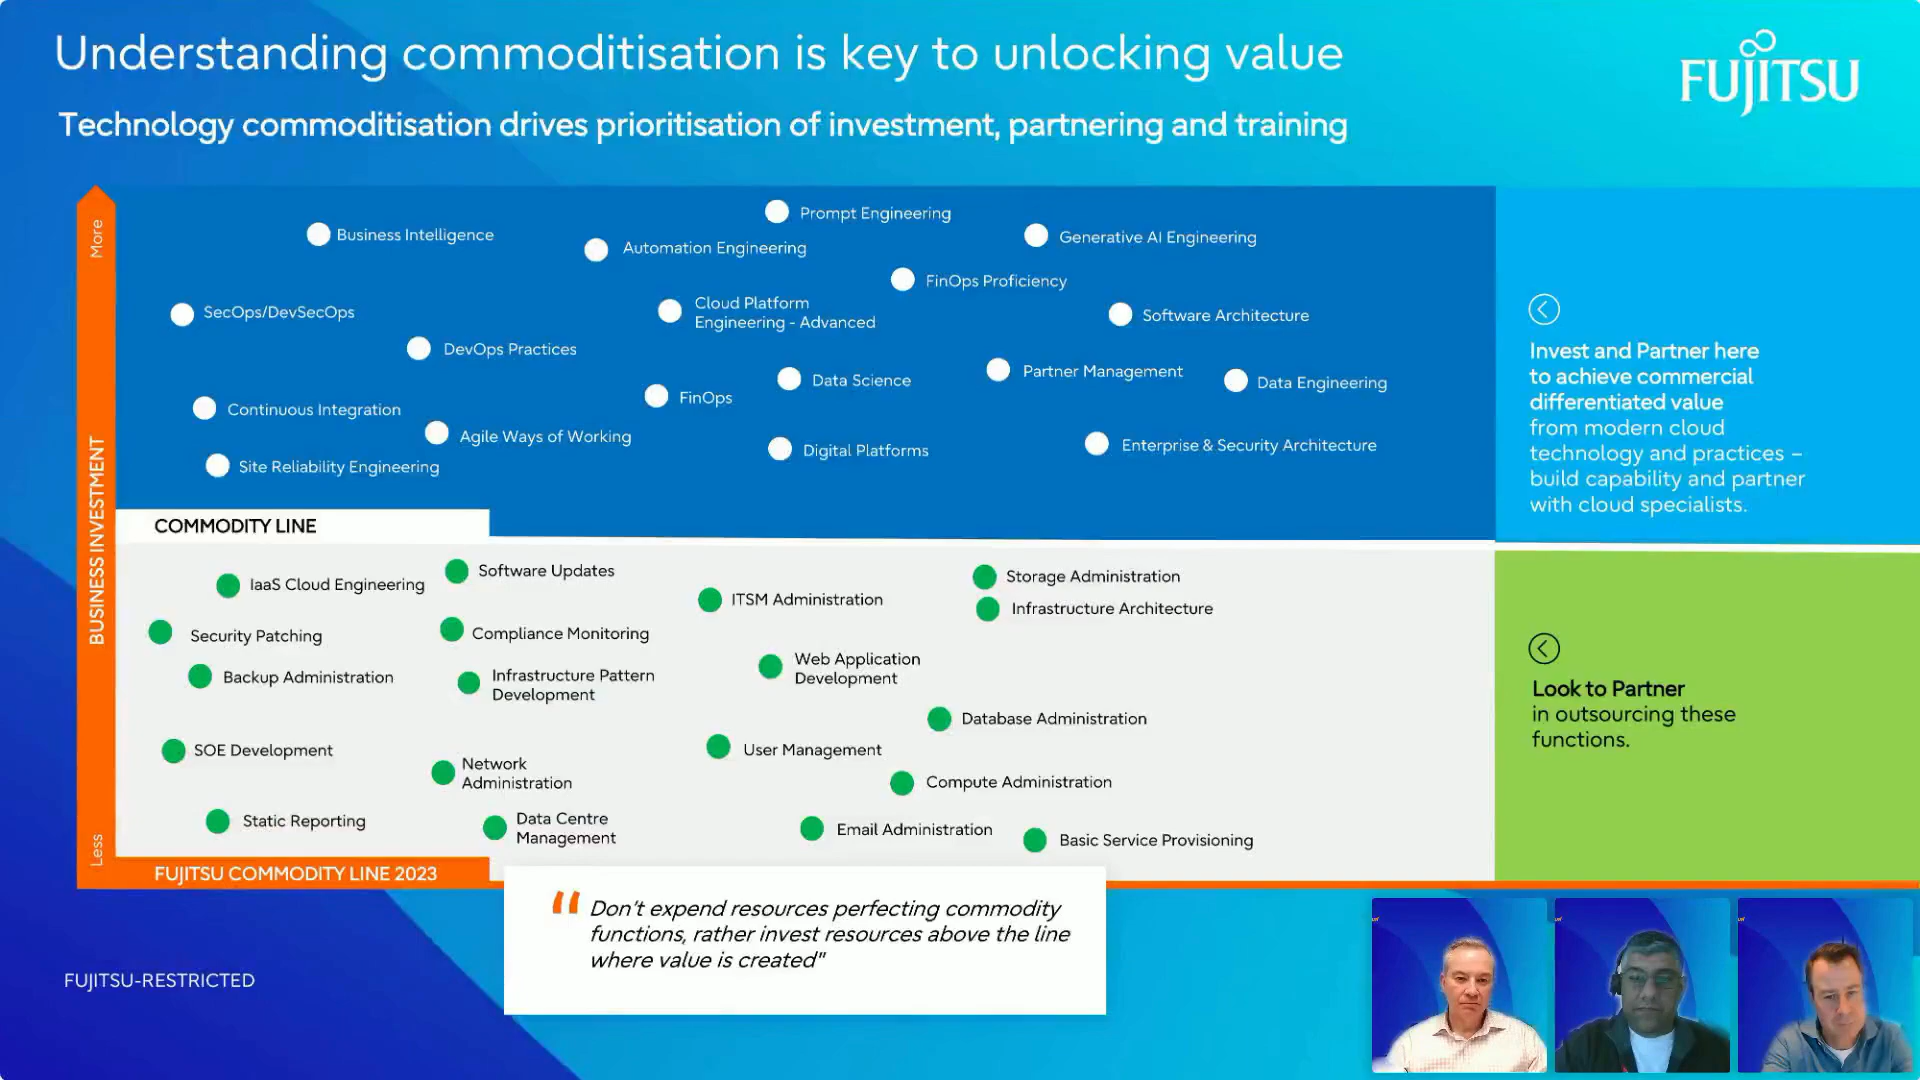 Understanding commoditisation is key to unlocking value
FUJITSU
Technology commoditisation drives prioritisation of investment, partnering and training
More
BUSINESS INVESTMENT
Less
Prompt Engineering
Business Intelligence
Automation Engineering
Generative AI Engineering
FinOps Proficiency
SecOps/DevSecOps
Cloud Platform
Engineering - Advanced
Software Architecture
DevOps Practices
Data Science
Partner Management
Data Engineering
FinOps
Continuous Integration
Agile Ways of Working
Digital Platforms
Enterprise & Security Architecture
Site Reliability Engineering
Invest and Partner here
to achieve commercial
differentiated value
from modern cloud
technology and practices –
build capability and partner
with cloud specialists.
COMMODITY LINE
IaaS Cloud Engineering
Software Updates
ITSM Administration
Storage Administration
Infrastructure Architecture
Security Patching
Compliance Monitoring
Web Application
Development
Backup Administration
Infrastructure Pattern
Development
Database Administration
SOE Development
User Management
Network
Administration
Compute Administration
Static Reporting
Data Centre
Management
Email Administration
Basic Service Provisioning
Look to Partner
in outsourcing these
functions.
FUJITSU COMMODITY LINE 2023
“Don't expend resources perfecting commodity
functions, rather invest resources above the line
where value is created"
FUJITSU-RESTRICTED